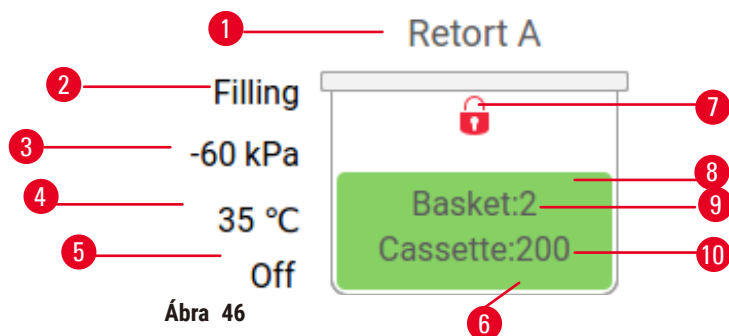 1 Retort A
2 Filling
7
3 -60 kPa
8
4 35 °C
Basket:2 9
5 Off
Cassette:200 10
6
Ábra 46